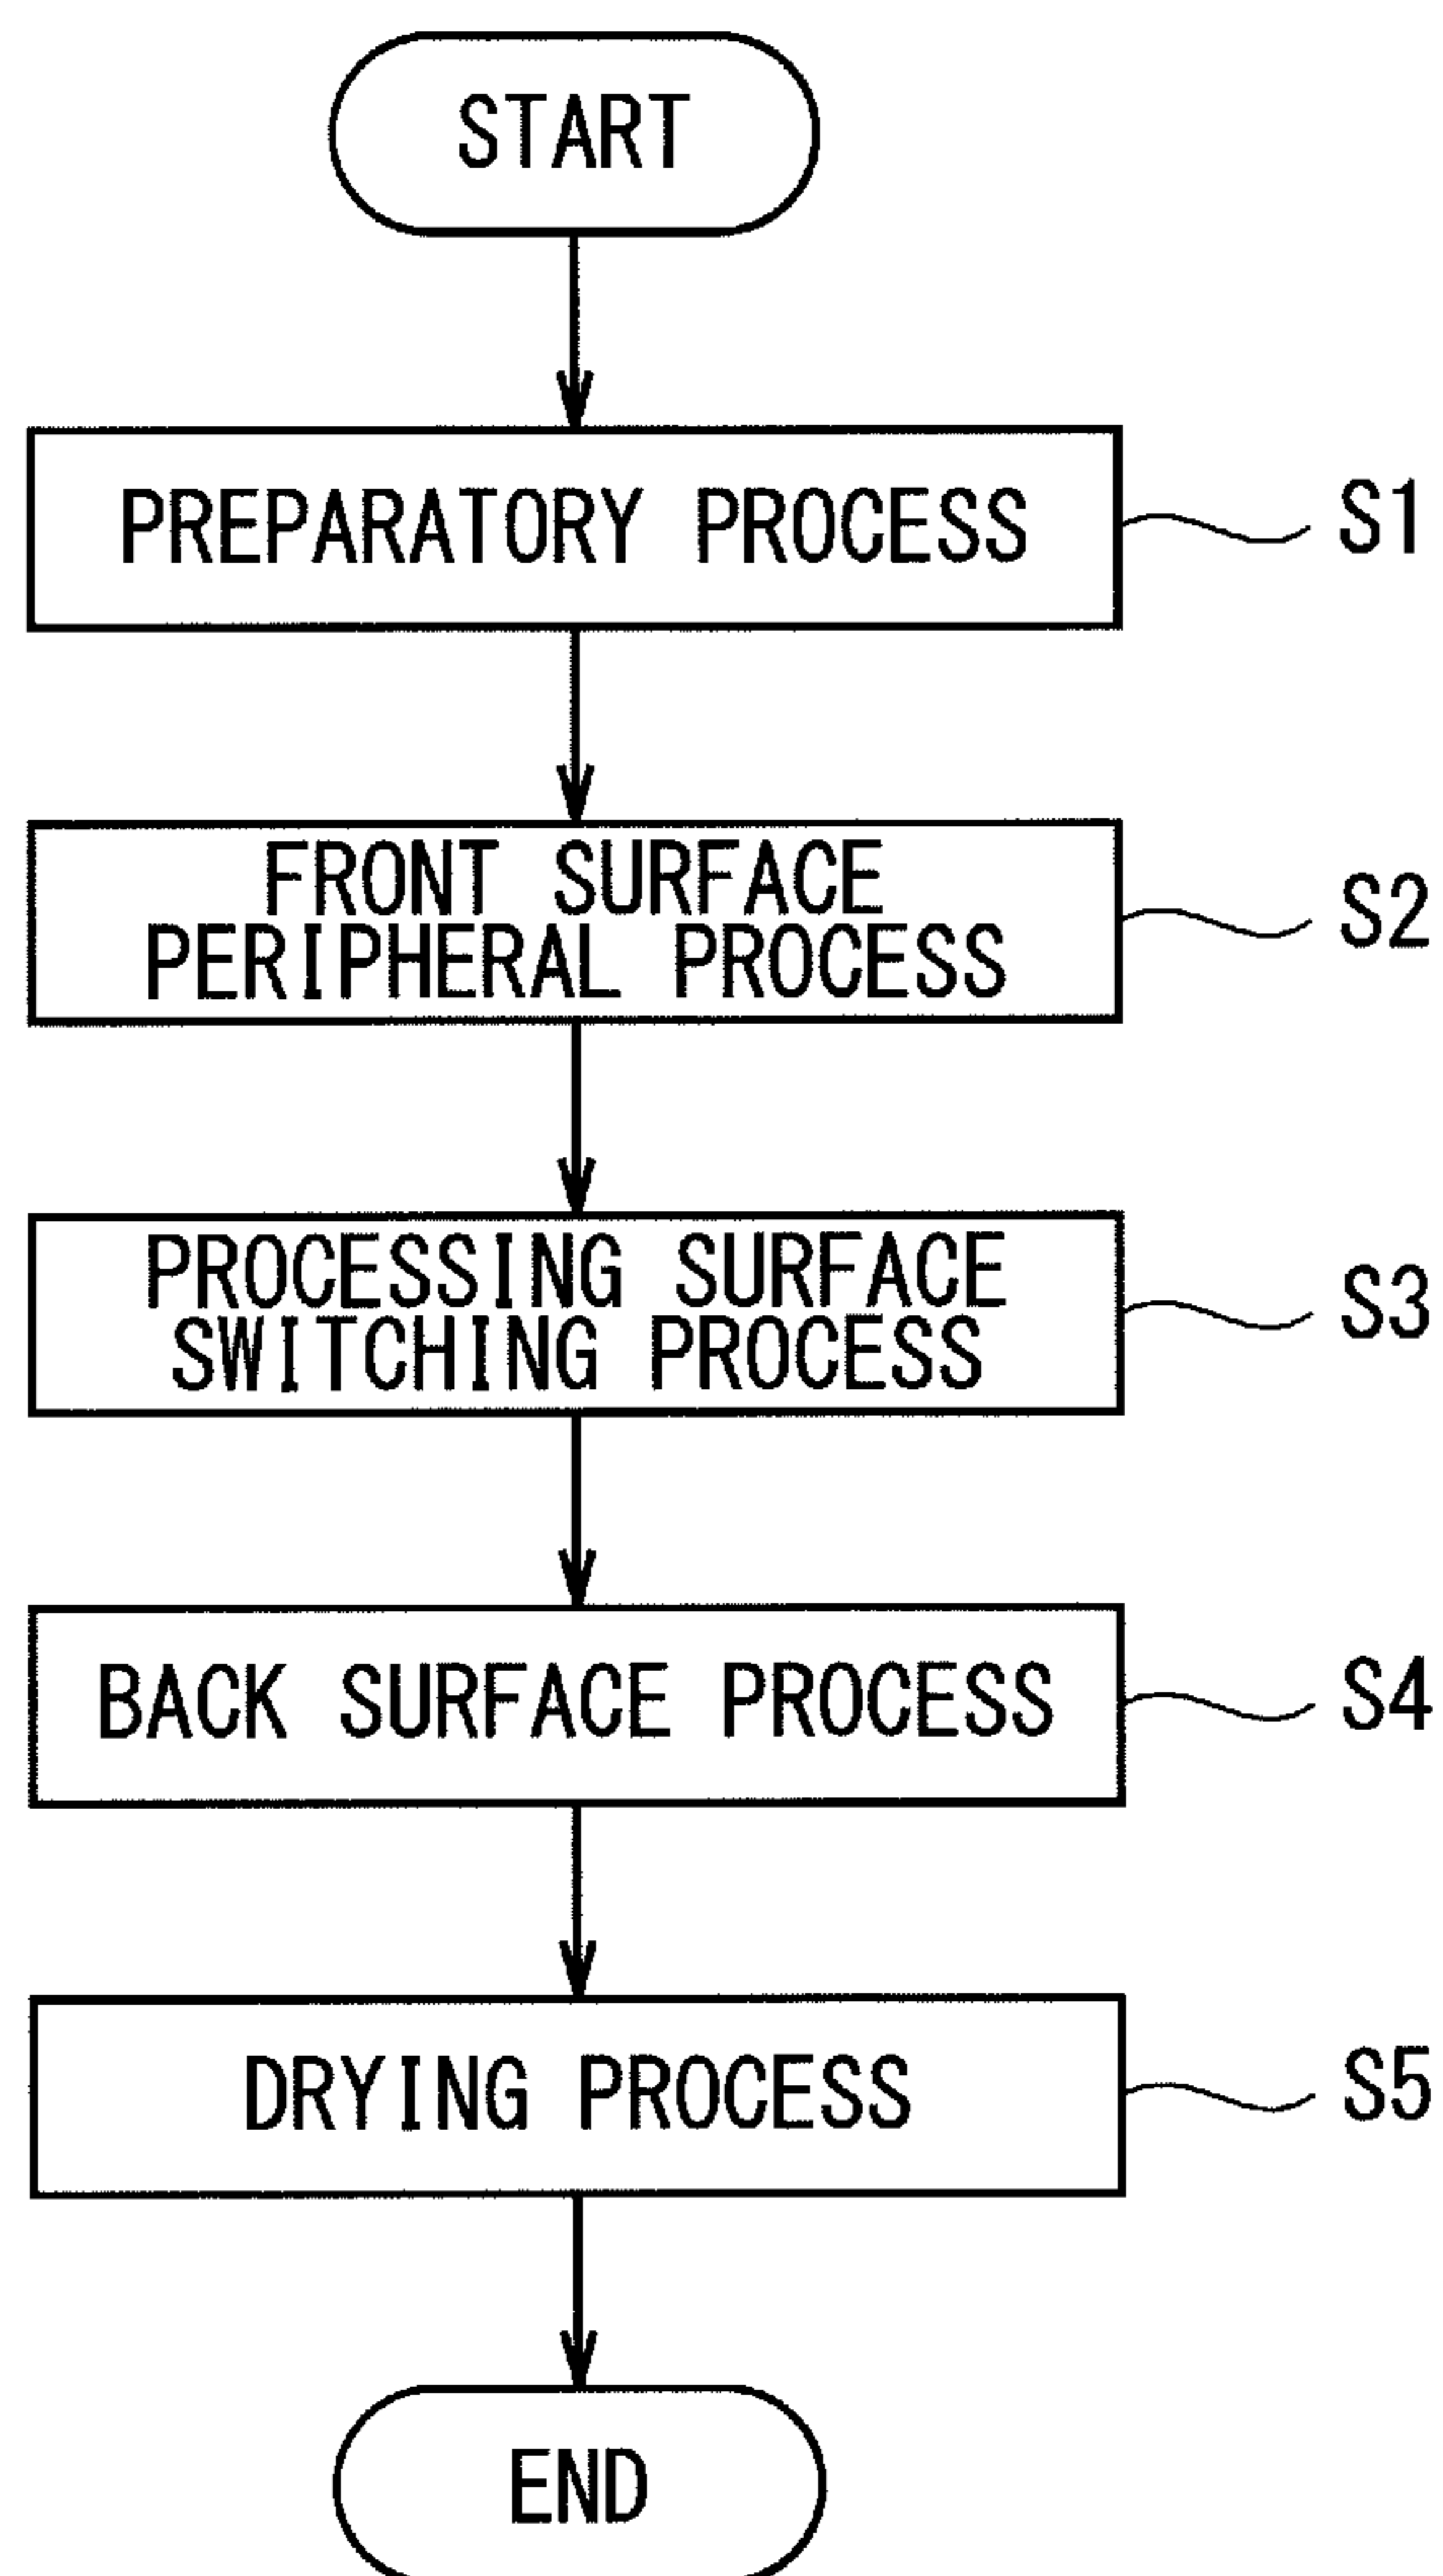 START
PREPARATORY PROCESS
S1
FRONT SURFACE
PERIPHERAL PROCESS
S2
PROCESSING SURFACE
SWITCHING PROCESS
S3
BACK SURFACE PROCESS
S4
DRYING PROCESS
S5
END